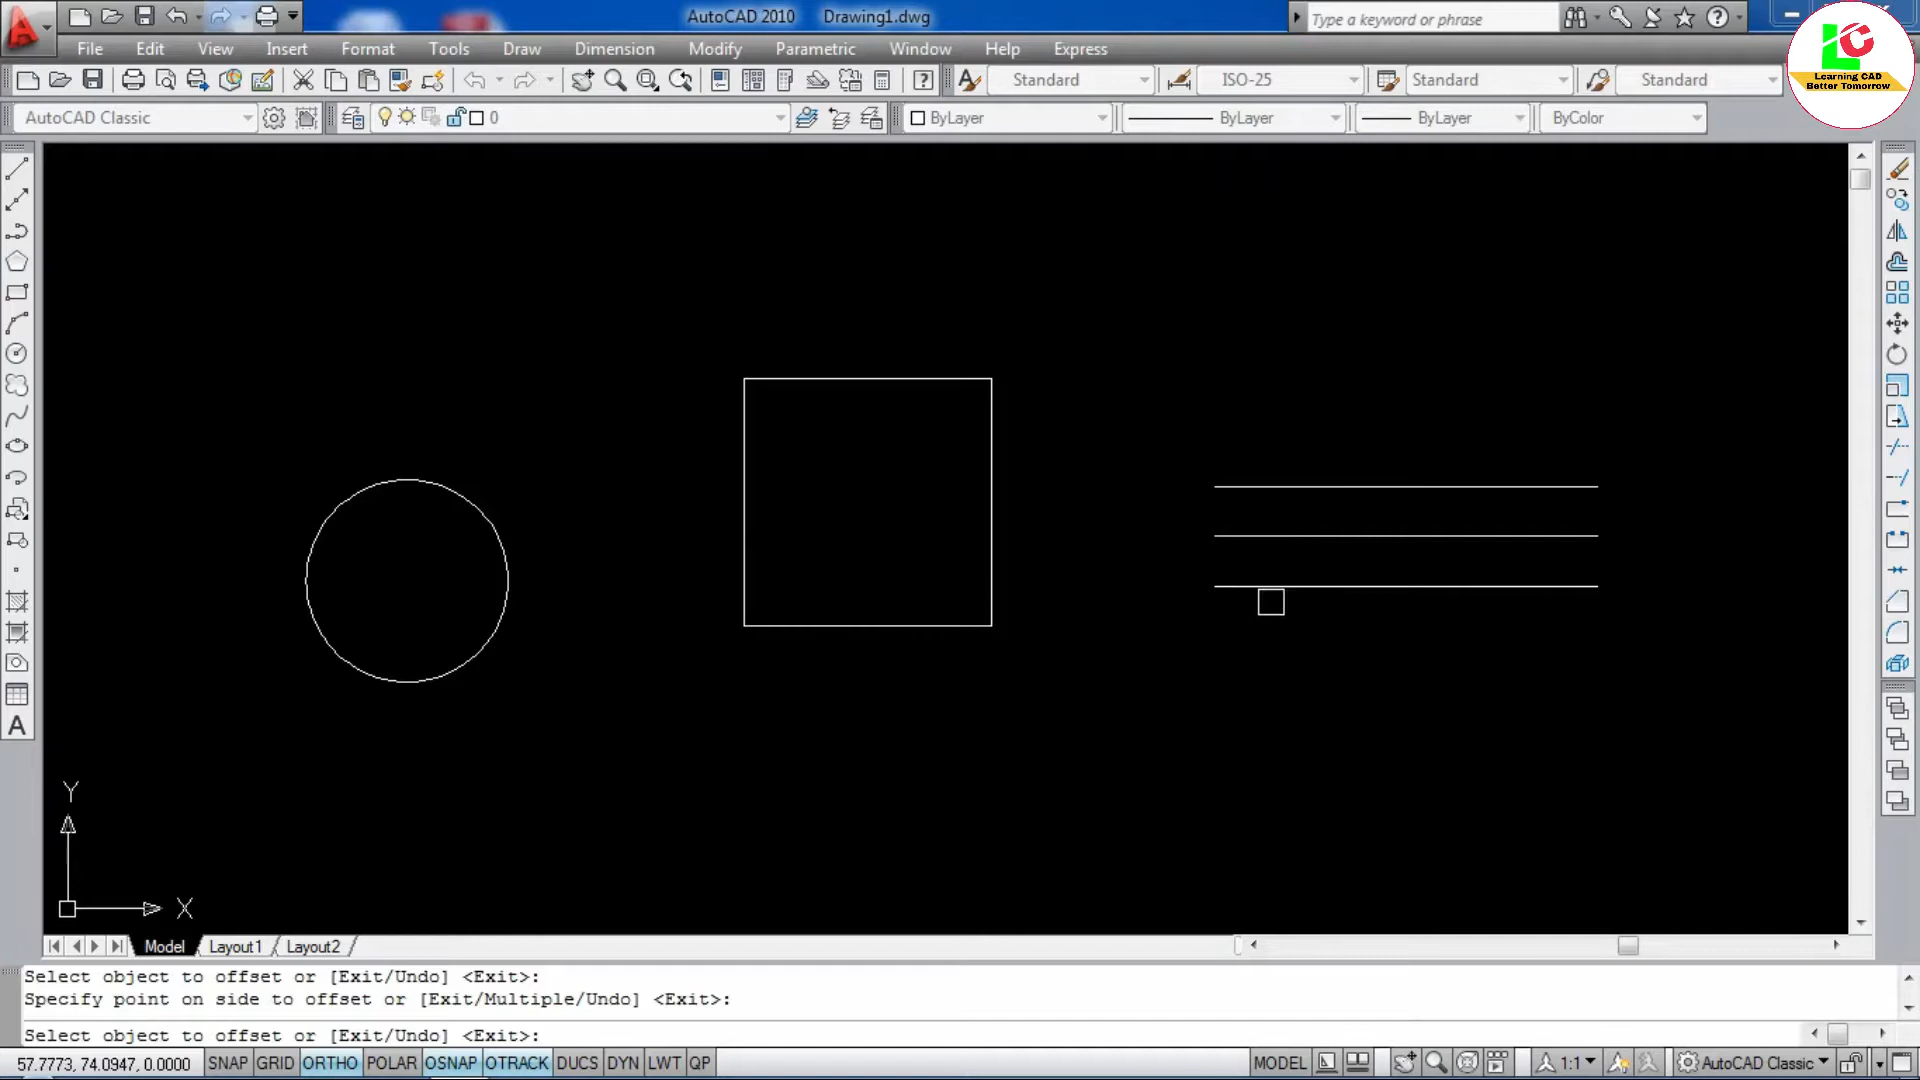 AutoCAD 2010 Drawing1.dwg
Type a keyword or phrase
File Edit View Insert Format Tools Draw Dimension Modify Parametric Window Help Express
Standard ISO-25 Standard Standard
LC
Learning CAD
Better Tomorrow
AutoCAD Classic 0 ByLayer ByLayer ByLayer ByColor
A
Y
X
Model Layout1 Layout2
Select object to offset or [Exit/Undo] <Exit>:
Specify point on side to offset or [Exit/Multiple/Undo] <Exit>:
Select object to offset or [Exit/Undo] <Exit>:
57.7773, 74.0947, 0.0000 SNAP GRID ORTHO POLAR OSNAP OTRACK DUCS DYN LWT QP MODEL 1:1 AutoCAD Classic